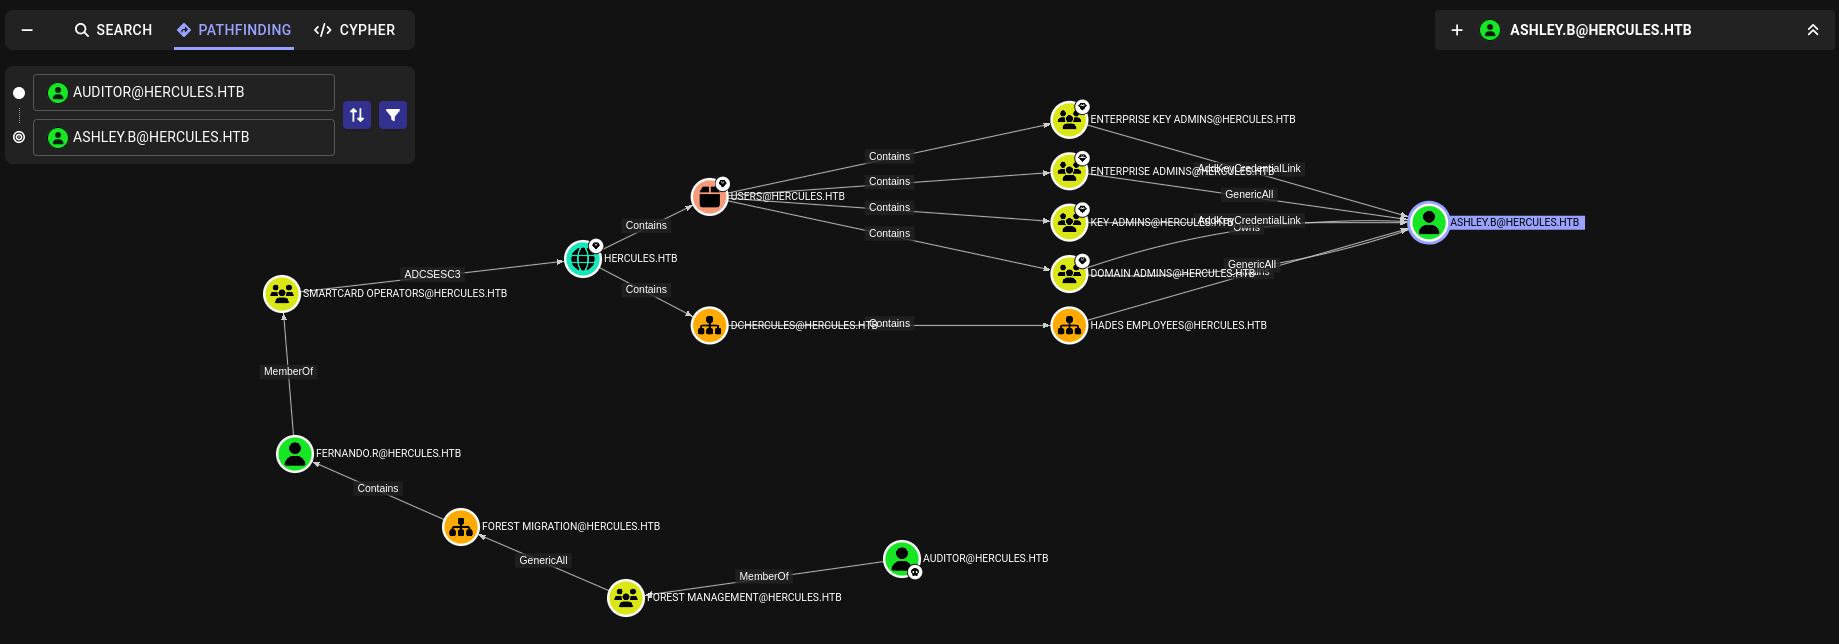 SEARCH
PATHFINDING
CYPHER
ASHLEY.B@HERCULES.HTB
AUDITOR@HERCULES.HTB
ASHLEY.B@HERCULES.HTB
ENTERPRISE KEY ADMINS@HERCULES.HTB
Contains
AddKeyCredentialLink
ENTERPRISE ADMINS@HERCULES.HTB
Contains
GenericAll
USERS@HERCULES.HTB
Contains
AddKeyCredentialLink
KEY ADMINS@HERCULES.HTB
ASHLEY.B@HERCULES.HTB
Contains
Owns
Contains
HERCULES.HTB
GenericAll
ADCSESC3
DOMAIN ADMINS@HERCULES.HTB
Contains
SMARTCARD OPERATORS@HERCULES.HTB
Contains
DCHERCULES@HERCULES.HTB
Contains
HADES EMPLOYEES@HERCULES.HTB
MemberOf
FERNANDO.R@HERCULES.HTB
Contains
FOREST MIGRATION@HERCULES.HTB
GenericAll
AUDITOR@HERCULES.HTB
MemberOf
FOREST MANAGEMENT@HERCULES.HTB